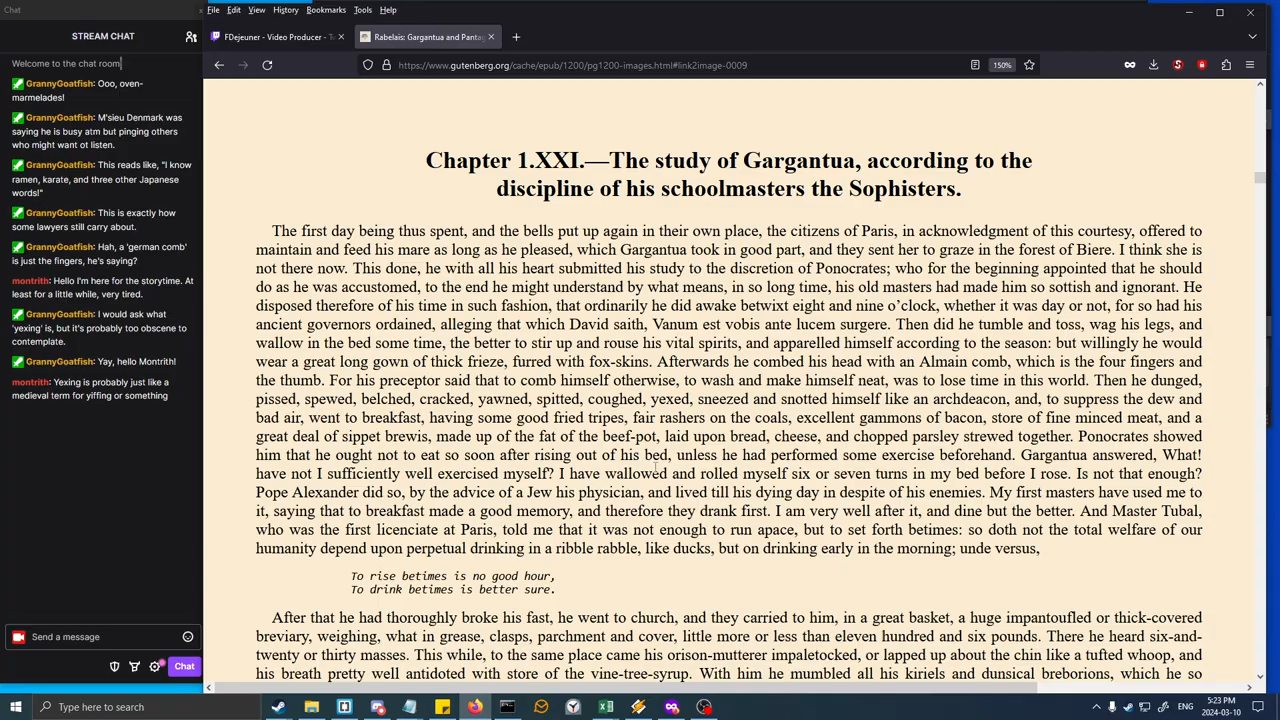 Chat
STREAM CHAT
Welcome to the chat room
GrannyGoatfish: Ooo, oven-
marmelades!
GrannyGoatfish: M'sieu Denmark was
saying he is busy atm but pinging others
who might want ot listen.
GrannyGoatfish: This reads like, "I know
ramen, karate, and three other Japanese
words!"
GrannyGoatfish: This is exactly how
some lawyers still carry about.
GrannyGoatfish: Hah, a 'german comb'
is just the fingers, he's saying?
montrith: Hello I'm here for the storytime. At
least for a little while, very tired.
GrannyGoatfish: I would ask what
'yexing' is, but it's probably too obscene to
contemplate.
GrannyGoatfish: Yay, hello Montrith!
montrith: Yexing is probably just like a
medieval term for yiffing or something
Send a message
Chat
File Edit View History Bookmarks Tools Help
FDejeuner - Video Producer - Tw
Rabelais: Gargantua and Pantag
https://www.gutenberg.org/cache/epub/1200/pg1200-images.html#link2image-0009
150%
Chapter 1.XXI.—The study of Gargantua, according to the
discipline of his schoolmasters the Sophisters.
The first day being thus spent, and the bells put up again in their own place, the citizens of Paris, in acknowledgment of this courtesy, offered to
maintain and feed his mare as long as he pleased, which Gargantua took in good part, and they sent her to graze in the forest of Biere. I think she is
not there now. This done, he with all his heart submitted his study to the discretion of Ponocrates; who for the beginning appointed that he should
do as he was accustomed, to the end he might understand by what means, in so long time, his old masters had made him so sottish and ignorant. He
disposed therefore of his time in such fashion, that ordinarily he did awake betwixt eight and nine o’clock, whether it was day or not, for so had his
ancient governors ordained, alleging that which David saith, Vanum est vobis ante lucem surgere. Then did he tumble and toss, wag his legs, and
wallow in the bed some time, the better to stir up and rouse his vital spirits, and apparelled himself according to the season: but willingly he would
wear a great long gown of thick frieze, furred with fox-skins. Afterwards he combed his head with an Almain comb, which is the four fingers and
the thumb. For his preceptor said that to comb himself otherwise, to wash and make himself neat, was to lose time in this world. Then he dunged,
pissed, spewed, belched, cracked, yawned, spitted, coughed, yexed, sneezed and snotted himself like an archdeacon, and, to suppress the dew and
bad air, went to breakfast, having some good fried tripes, fair rashers on the coals, excellent gammons of bacon, store of fine minced meat, and a
great deal of sippet brewis, made up of the fat of the beef-pot, laid upon bread, cheese, and chopped parsley strewed together. Ponocrates showed
him that he ought not to eat so soon after rising out of his bed, unless he had performed some exercise beforehand. Gargantua answered, What!
have not I sufficiently well exercised myself? I have wallowed and rolled myself six or seven turns in my bed before I rose. Is not that enough?
Pope Alexander did so, by the advice of a Jew his physician, and lived till his dying day in despite of his enemies. My first masters have used me to
it, saying that to breakfast made a good memory, and therefore they drank first. I am very well after it, and dine but the better. And Master Tubal,
who was the first licenciate at Paris, told me that it was not enough to run apace, but to set forth betimes: so doth not the total welfare of our
humanity depend upon perpetual drinking in a ribble rabble, like ducks, but on drinking early in the morning; unde versus,
To rise betimes is no good hour,
To drink betimes is better sure.
After that he had thoroughly broke his fast, he went to church, and they carried to him, in a great basket, a huge impantoufled or thick-covered
breviary, weighing, what in grease, clasps, parchment and cover, little more or less than eleven hundred and six pounds. There he heard six-and-
twenty or thirty masses. This while, to the same place came his orison-mutterer impaletocked, or lapped up about the chin like a tufted whoop, and
his breath pretty well antidoted with store of the vine-tree-syrup. With him he mumbled all his kiriels and dunsical breborions, which he so
Type here to search
ENG
5:23 PM
2024-03-10